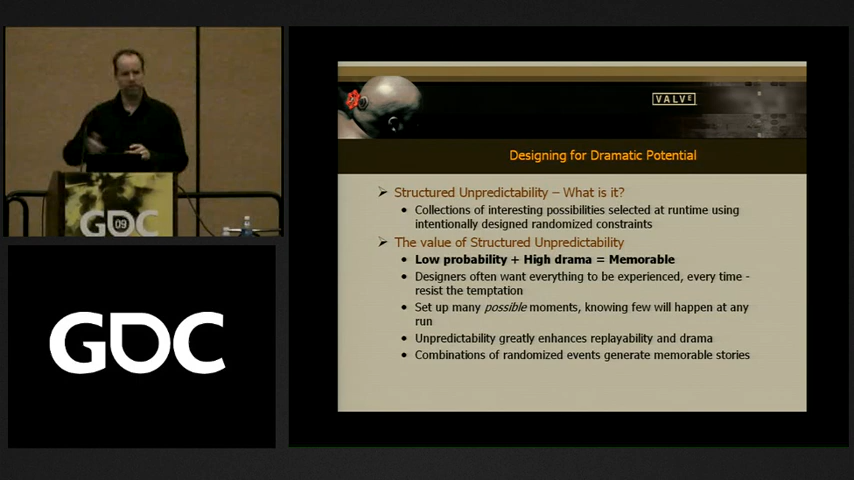 VALVE
Designing for Dramatic Potential
Structured Unpredictability – What is it?
Collections of interesting possibilities selected at runtime using
intentionally designed randomized constraints
The value of Structured Unpredictability
Low probability + High drama = Memorable
Designers often want everything to be experienced, every time -
resist the temptation
Set up many possible moments, knowing few will happen at any
run
Unpredictability greatly enhances replayability and drama
Combinations of randomized events generate memorable stories
GDC
09
GDC